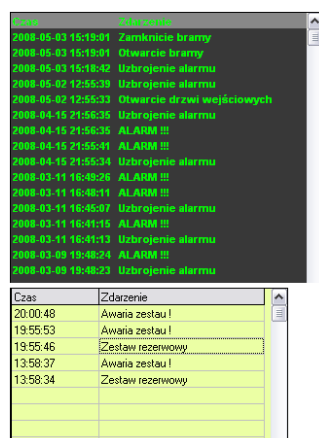 Czas Zdarzenie
2008-05-03 15:19:01 Zamknicie bramy
2008-05-03 15:19:01 Otwarcie bramy
2008-05-03 15:18:42 Uzbrojenie alarmu
2008-05-02 12:55:39 Uzbrojenie alarmu
2008-05-02 12:55:33 Otwarcie drzwi wejściowych
2008-04-15 21:56:35 Uzbrojenie alarmu
2008-04-15 21:56:35 ALARM !!!
2008-04-15 21:55:41 ALARM !!!
2008-04-15 21:55:34 Uzbrojenie alarmu
2008-03-11 16:49:26 ALARM !!!
2008-03-11 16:48:11 ALARM !!!
2008-03-11 16:45:07 Uzbrojenie alarmu
2008-03-11 16:41:15 ALARM !!!
2008-03-11 16:41:13 Uzbrojenie alarmu
2008-03-09 19:48:24 ALARM !!!
2008-03-09 19:48:23 Uzbrojenie alarmu
Czas Zdarzenie
20:00:48 Awaria zestau !
19:55:53 Awaria zestau !
19:55:46 Zestaw rezerwowy
13:58:37 Awaria zestau !
13:58:34 Zestaw rezerwowy